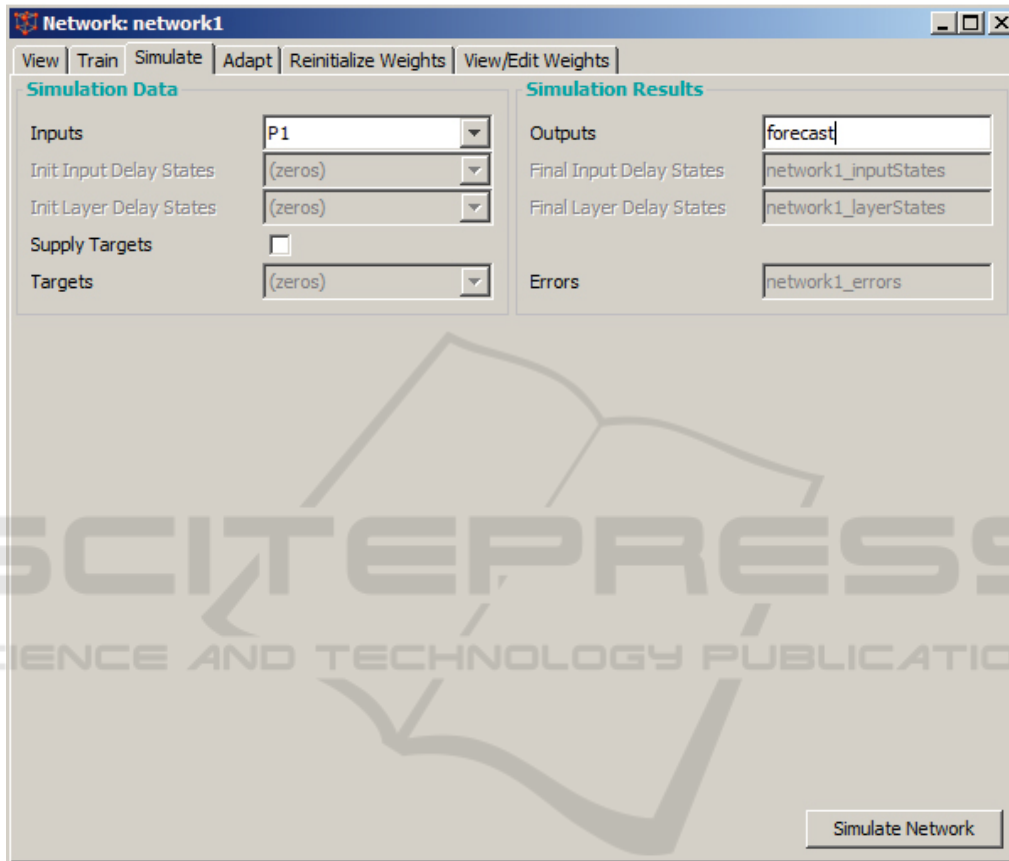 Network: network1
View Train Simulate Adapt Reinitialize Weights View/Edit Weights
Simulation Data
Inputs P1
Init Input Delay States (zeros)
Init Layer Delay States (zeros)
Supply Targets
Targets (zeros)
Simulation Results
Outputs forecast
Final Input Delay States network1_inputStates
Final Layer Delay States network1_layerStates
Errors network1_errors
SCITEPRESS
IENCE AND TECHNOLOGY PUBLICATIO
Simulate Network